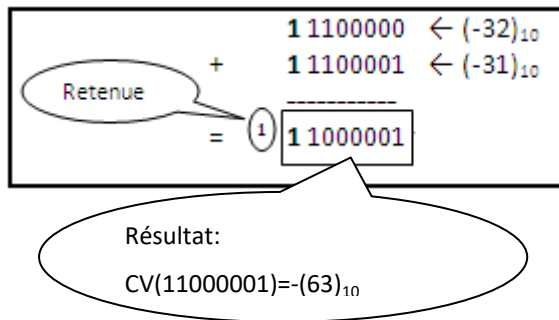 1 1100000 ← (-32)₁₀
+ 1 1100001 ← (-31)₁₀
Retenue
-----------
= 1 1 1000001
Résultat:
CV(11000001)=-(63)₁₀